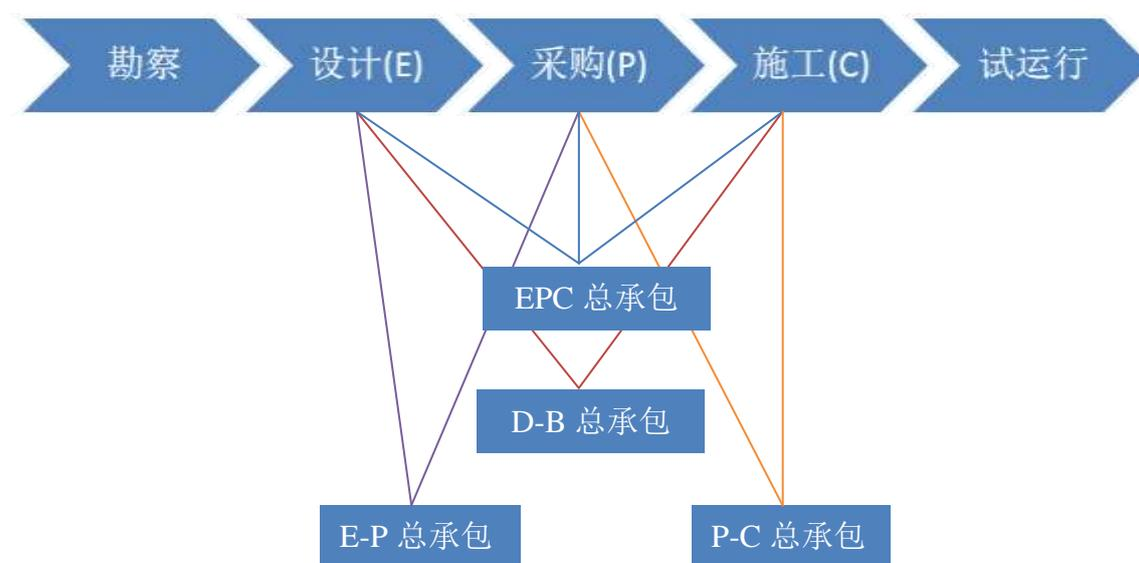 勘察
设计(E)
采购(P)
施工(C)
试运行
EPC 总承包
D-B 总承包
E-P 总承包
P-C 总承包